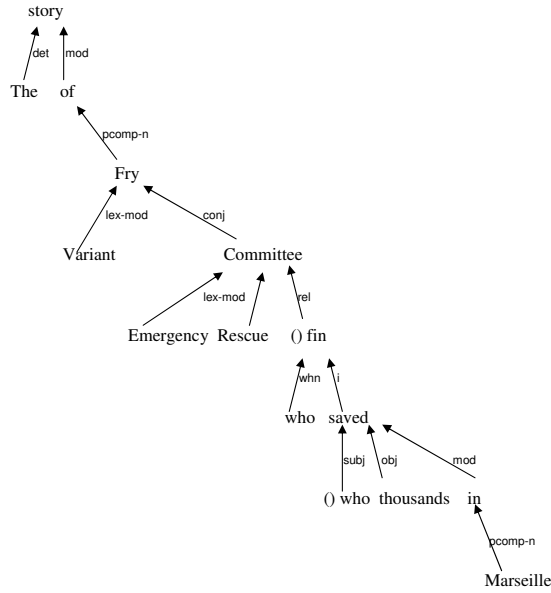 story
det mod
The of
pcomp-n
Fry
lex-mod conj
Variant Committee
lex-mod rel
Emergency Rescue () fin
whn i
who saved
subj obj mod
() who thousands in
pcomp-n
Marseille